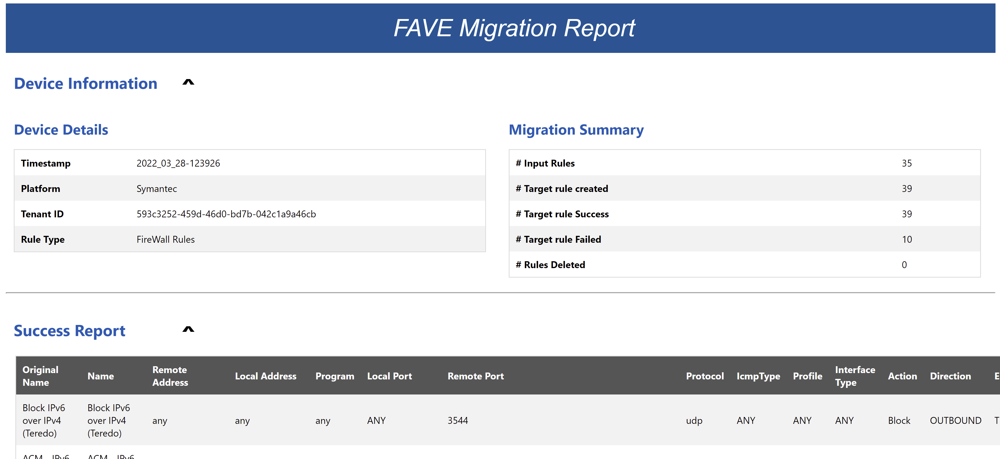 FAVE Migration Report
Device Information
Device Details
Timestamp 2022_03_28-123926
Platform Symantec
Tenant ID 593c3252-459d-46d0-bd7b-042c1a9a46cb
Rule Type FireWall Rules
Migration Summary
# Input Rules 35
# Target rule created 39
# Target rule Success 39
# Target rule Failed 10
# Rules Deleted 0
Success Report
Original Name Name Remote Address Local Address Program Local Port Remote Port Protocol IcmpType Profile Interface Type Action Direction E
Block IPv6 over IPv4 (Teredo) Block IPv6 over IPv4 (Teredo) any any any ANY 3544 udp ANY ANY ANY Block OUTBOUND T
ACM IPv6 ACM IPv6